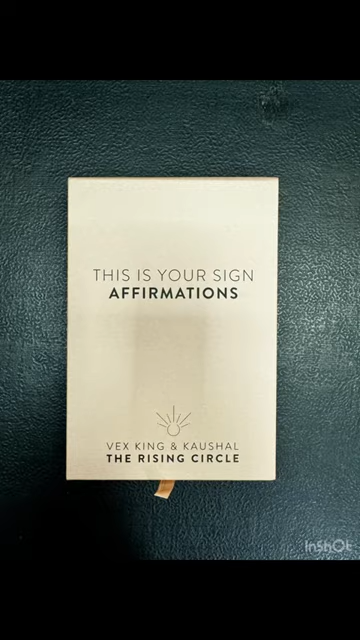 THIS IS YOUR SIGN
AFFIRMATIONS
VEX KING & KAUSHAL
THE RISING CIRCLE
InShOt